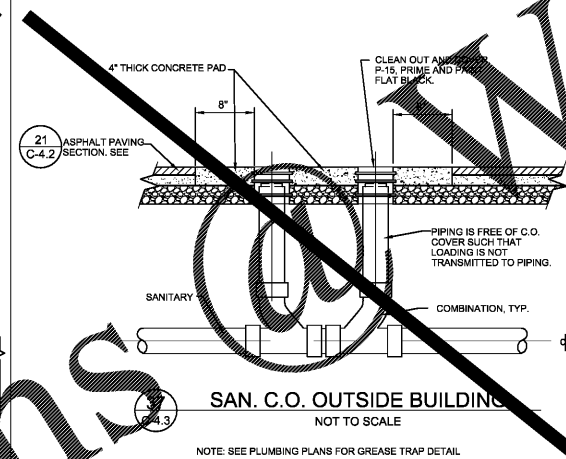 4" THICK CONCRETE PAD
CLEAN OUT AND COVER
P-15, PRIME AND PAINT
FLAT BLACK.
8"
8"
21
C-4.2
ASPHALT PAVING
SECTION. SEE
PIPING IS FREE OF C.O.
COVER SUCH THAT
LOADING IS NOT
TRANSMITTED TO PIPING.
SANITARY
COMBINATION, TYP.
SAN. C.O. OUTSIDE BUILDING
C-4.3
NOT TO SCALE
NOTE: SEE PLUMBING PLANS FOR GREASE TRAP DETAIL
@
w
ns